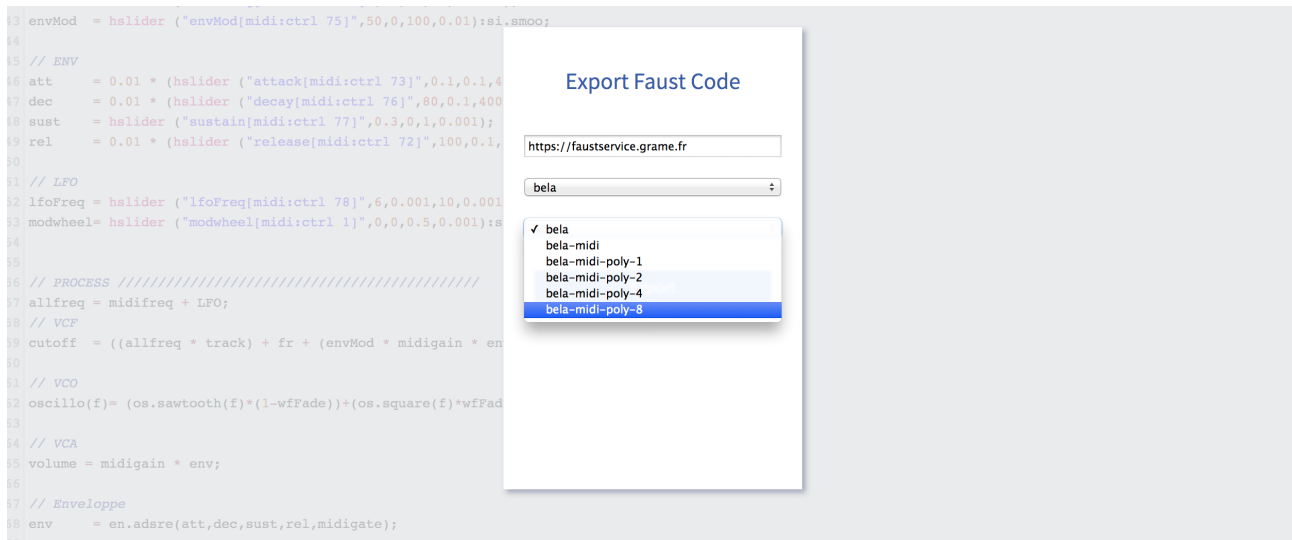 43 envMod  = hslider ("envMod[midi:ctrl 75]",50,0,100,0.01):si.smoo;
44
45 // ENV
46 att     = 0.01 * (hslider ("attack[midi:ctrl 73]",0.1,0.1,4
47 dec     = 0.01 * (hslider ("decay[midi:ctrl 76]",80,0.1,400
48 sust    = hslider ("sustain[midi:ctrl 77]",0.3,0,1,0.001);
49 rel     = 0.01 * (hslider ("release[midi:ctrl 72]",100,0.1,
50
51 // LFO
52 lfoFreq = hslider ("lfoFreq[midi:ctrl 78]",6,0.001,10,0.001
53 modwheel= hslider ("modwheel[midi:ctrl 1]",0,0,0.5,0.001):s
54
55
56 // PROCESS /////////////////////////////////////////////
57 allfreq = midifreq + LFO;
58 // VCF
59 cutoff  = ((allfreq * track) + fr + (envMod * midigain * en
60
61 // VCO
62 oscillo(f)= (os.sawtooth(f)*(1-wfFade))+(os.square(f)*wfFad
63
64 // VCA
65 volume = midigain * env;
66
67 // Enveloppe
68 env     = en.adsre(att,dec,sust,rel,midigate);
Export Faust Code
https://faustservice.grame.fr
bela
✓ bela
bela-midi
bela-midi-poly-1
bela-midi-poly-2
bela-midi-poly-4
bela-midi-poly-8